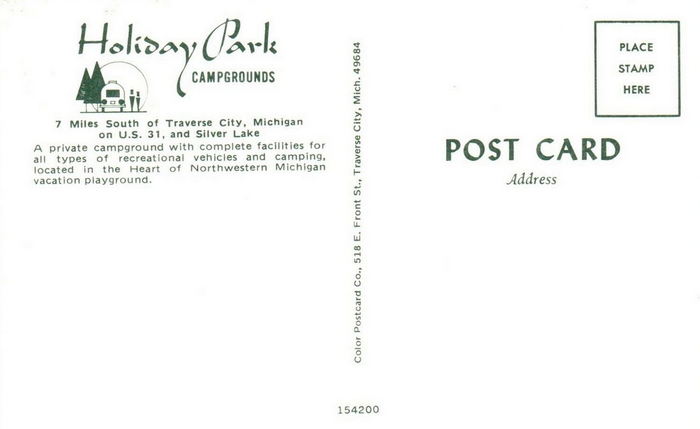 Holiday Park
CAMPGROUNDS
7 Miles South of Traverse City, Michigan
on U.S. 31, and Silver Lake
A private campground with complete facilities for
all types of recreational vehicles and camping,
located in the Heart of Northwestern Michigan
vacation playground.
Color Postcard Co., 518 E. Front St., Traverse City, Mich. 49684
154200
PLACE
STAMP
HERE
POST CARD
Address